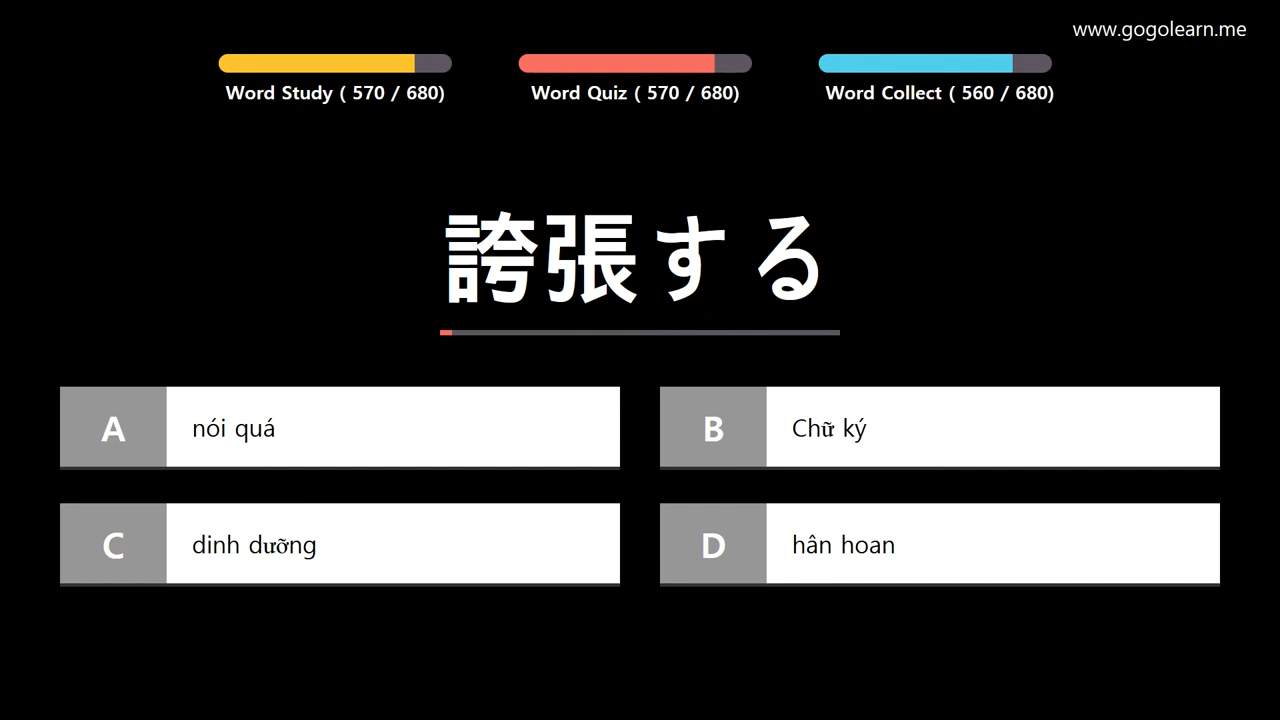 www.gogolearn.me
Word Study ( 570 / 680)
Word Quiz ( 570 / 680)
Word Collect ( 560 / 680)
誇張する
A
nói quá
B
Chữ ký
C
dinh dưỡng
D
hân hoan